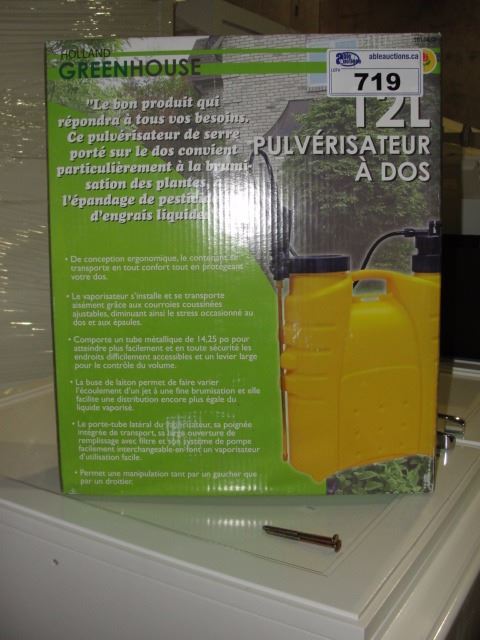 HOLLAND
GREENHOUSE
ableauctions.ca
LOT#
719
12L
PULVÉRISATEUR
À DOS
"Le bon produit qui
répondra à tous vos besoins.
Ce pulvérisateur de serre
porté sur le dos convient
particulièrement à la brumi-
sation des plantes,
l'épandage de pesticides
d'engrais liquide
• De conception ergonomique, le contenant se
transporte en tout confort tout en protégeant
votre dos.
• Le vaporisateur s'installe et se transporte
aisément grâce aux courroies coussinées
ajustables, diminuant ainsi le stress occasionné au
dos et aux épaules.
• Comporte un tube métallique de 14,25 po pour
atteindre plus facilement et en toute sécurité les
endroits difficilement accessibles et un levier large
pour le contrôle du volume.
• La buse de laiton permet de faire varier
l'écoulement d'un jet à une fine brumisation et elle
facilite une distribution encore plus égale du
liquide vaporisé.
• Le porte-tube latéral du vaporisateur, sa poignée
intégrée de transport, sa large ouverture de
remplissage avec filtre et son système de pompe
facilement interchangeable en font un vaporisateur
d'utilisation facile.
• Permet une manipulation tant par un gaucher que
par un droitier.